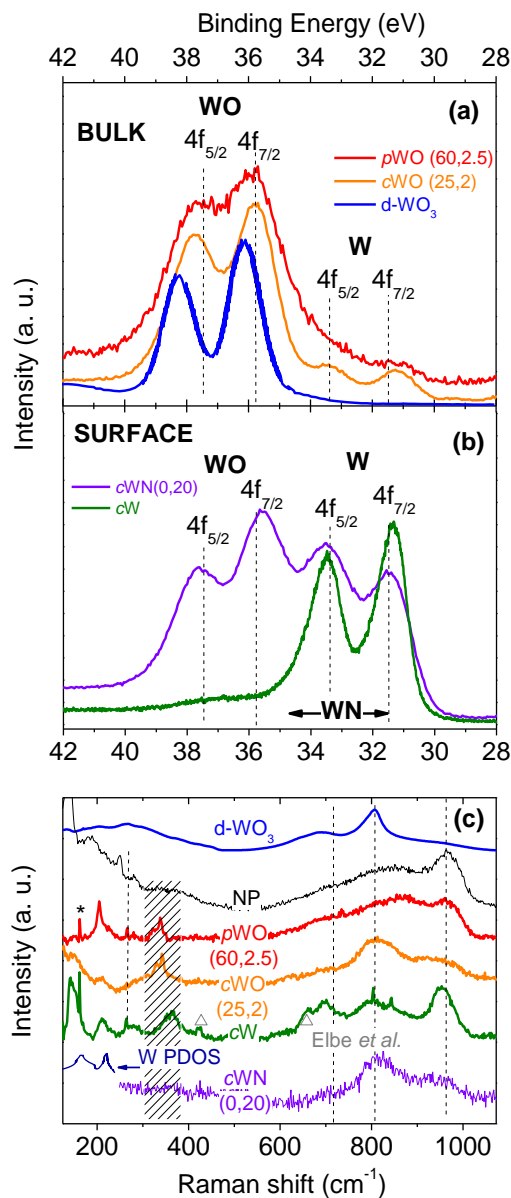 Binding Energy (eV)
42 40 38 36 34 32 30 28
WO
(a)
BULK
4f5/2 4f7/2
pWO (60,2.5)
cWO (25,2)
d-WO3
W
4f5/2 4f7/2
Intensity (a. u.)
SURFACE
(b)
WO W
cWN(0,20)
cW
4f5/2 4f7/2 4f5/2 4f7/2
WN
42 40 38 36 34 32 30 28
(c)
d-WO3
NP
*
pWO
(60,2.5)
cWO
(25,2)
cW
Elbe et al.
W PDOS
cWN
(0,20)
Intensity (a. u.)
200 400 600 800 1000
Raman shift (cm-1)